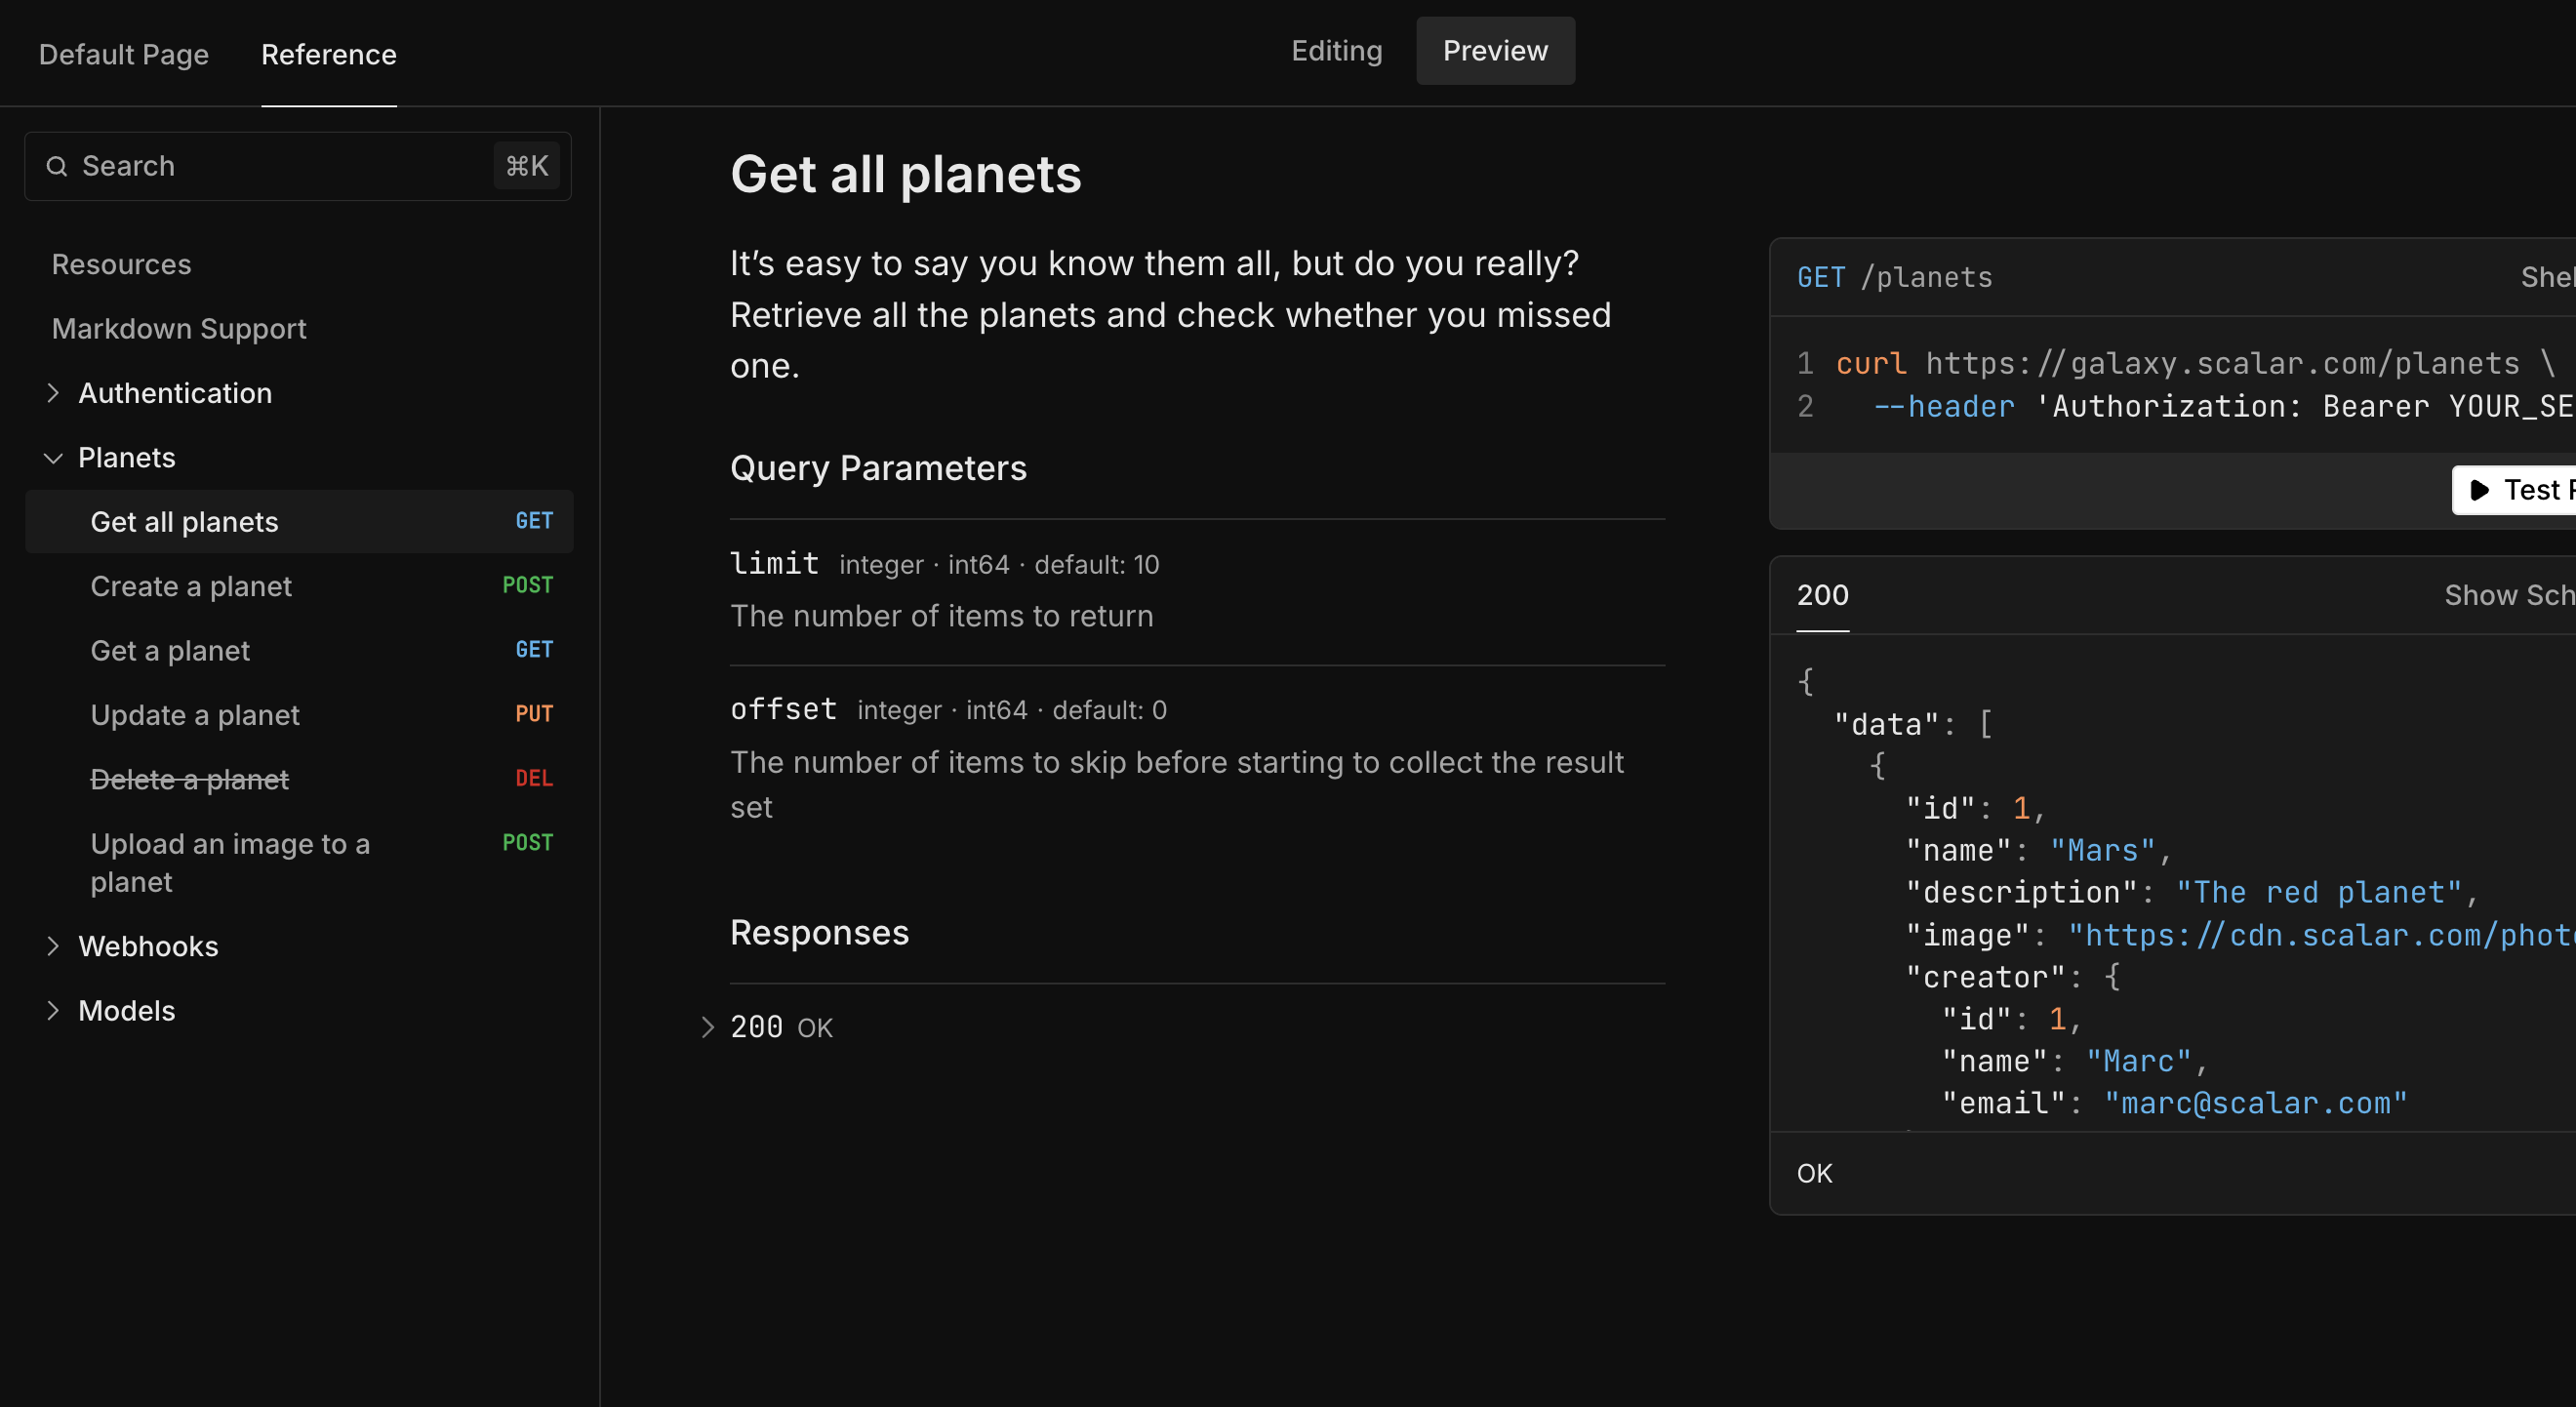 Default Page
Reference
Editing
Preview
Search
⌘K
Resources
Markdown Support
Authentication
Planets
Get all planets GET
Create a planet POST
Get a planet GET
Update a planet PUT
Delete a planet DEL
Upload an image to a POST
planet
Webhooks
Models
Get all planets
It’s easy to say you know them all, but do you really?
Retrieve all the planets and check whether you missed
one.
Query Parameters
limit integer · int64 · default: 10
The number of items to return
offset integer · int64 · default: 0
The number of items to skip before starting to collect the result
set
Responses
200 OK
GET /planets
1 curl https://galaxy.scalar.com/planets \
2 --header 'Authorization: Bearer YOUR_SE
Test
200
Show
{
"data": [
{
"id": 1,
"name": "Mars",
"description": "The red planet",
"image": "https://cdn.scalar.com/phot
"creator": {
"id": 1,
"name": "Marc",
"email": "marc@scalar.com"
OK